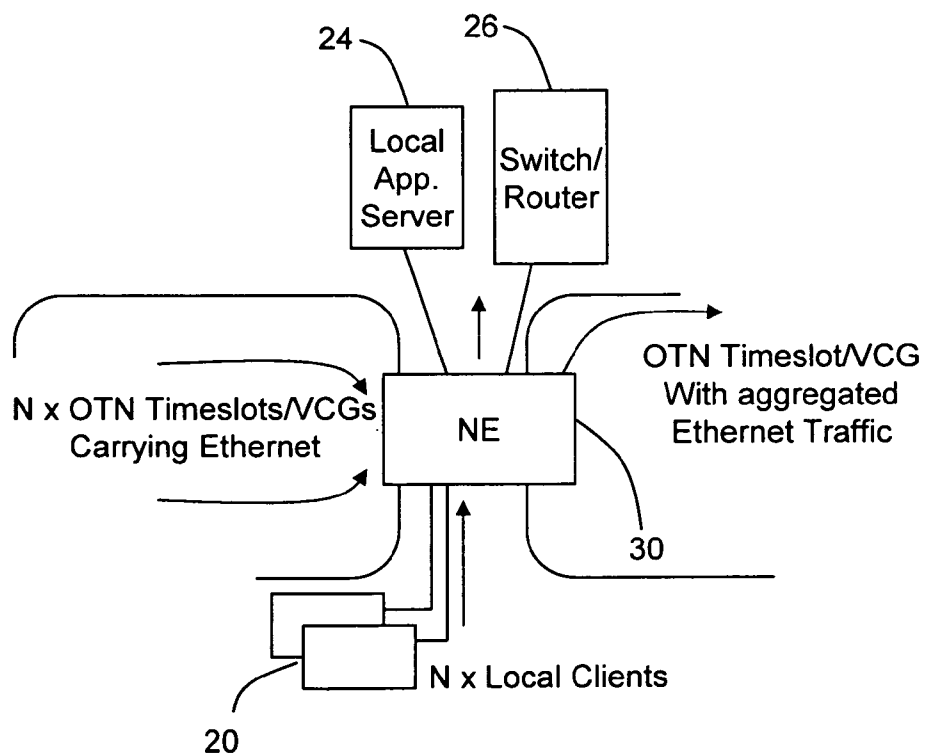 24
26
Local
App.
Server
Switch/
Router
N x OTN Timeslots/VCGs
Carrying Ethernet
NE
OTN Timeslot/VCG
With aggregated
Ethernet Traffic
30
N x Local Clients
20